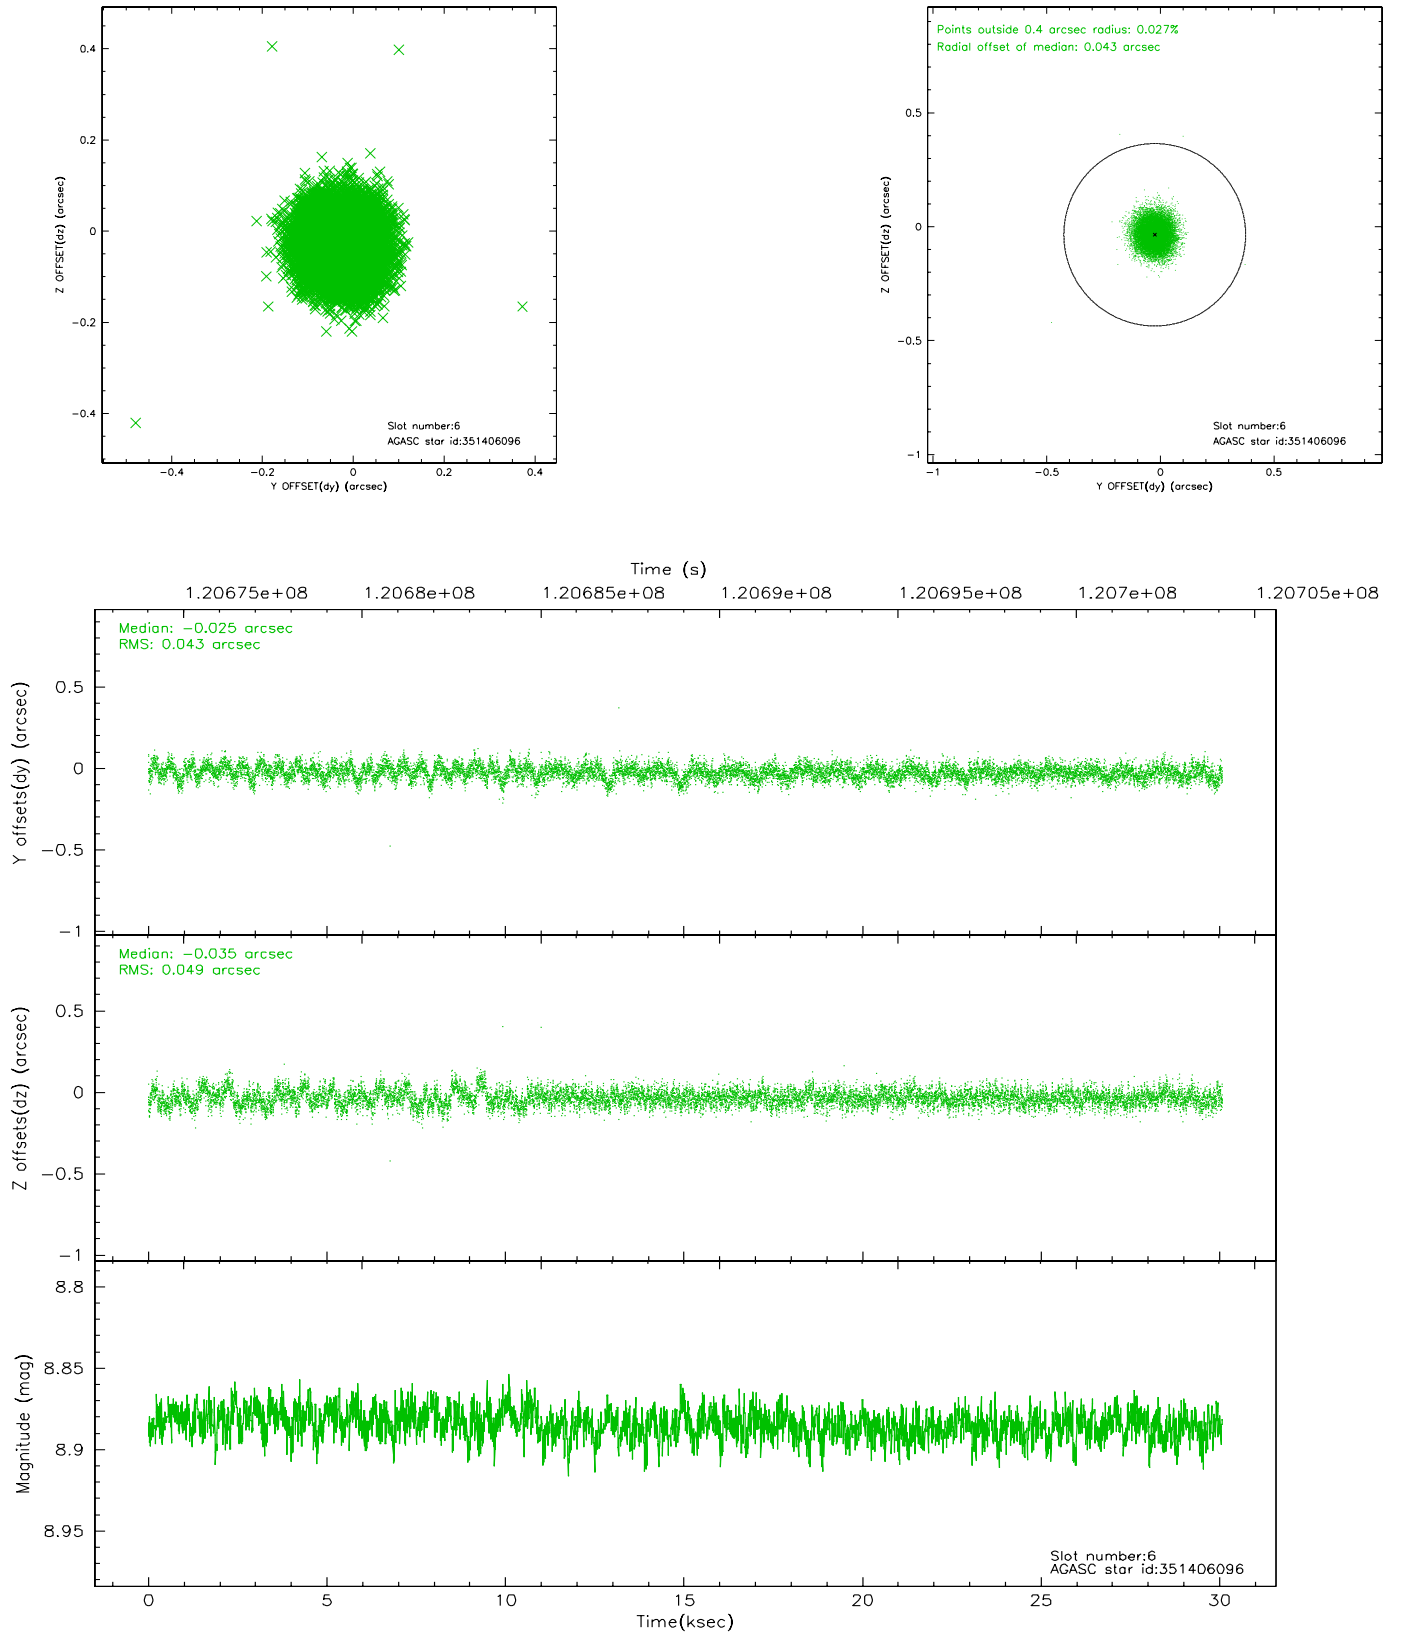 0.4
0.2
0
-0.2
-0.4
Z OFFSET(dz) (arcsec)
Slot number:6
AGASC star id:351406096
-0.4 -0.2 0 0.2 0.4
Y OFFSET(dy) (arcsec)
Points outside 0.4 arcsec radius: 0.027%
Radial offset of median: 0.043 arcsec
0.5
0
-0.5
-1
Z OFFSET(dz) (arcsec)
Slot number:6
AGASC star id:351406096
-1 -0.5 0 0.5
Y OFFSET(dy) (arcsec)
Time (s)
1.20675e+08 1.2068e+08 1.20685e+08 1.2069e+08 1.20695e+08 1.207e+08 1.20705e+08
Median: -0.025 arcsec
RMS: 0.043 arcsec
0.5
0
-0.5
-1
Y offsets(dy) (arcsec)
Median: -0.035 arcsec
RMS: 0.049 arcsec
0.5
0
-0.5
-1
Z offsets(dz) (arcsec)
8.8
8.85
8.9
8.95
Magnitude (mag)
Slot number:6
AGASC star id:351406096
0 5 10 15 20 25 30
Time(ksec)